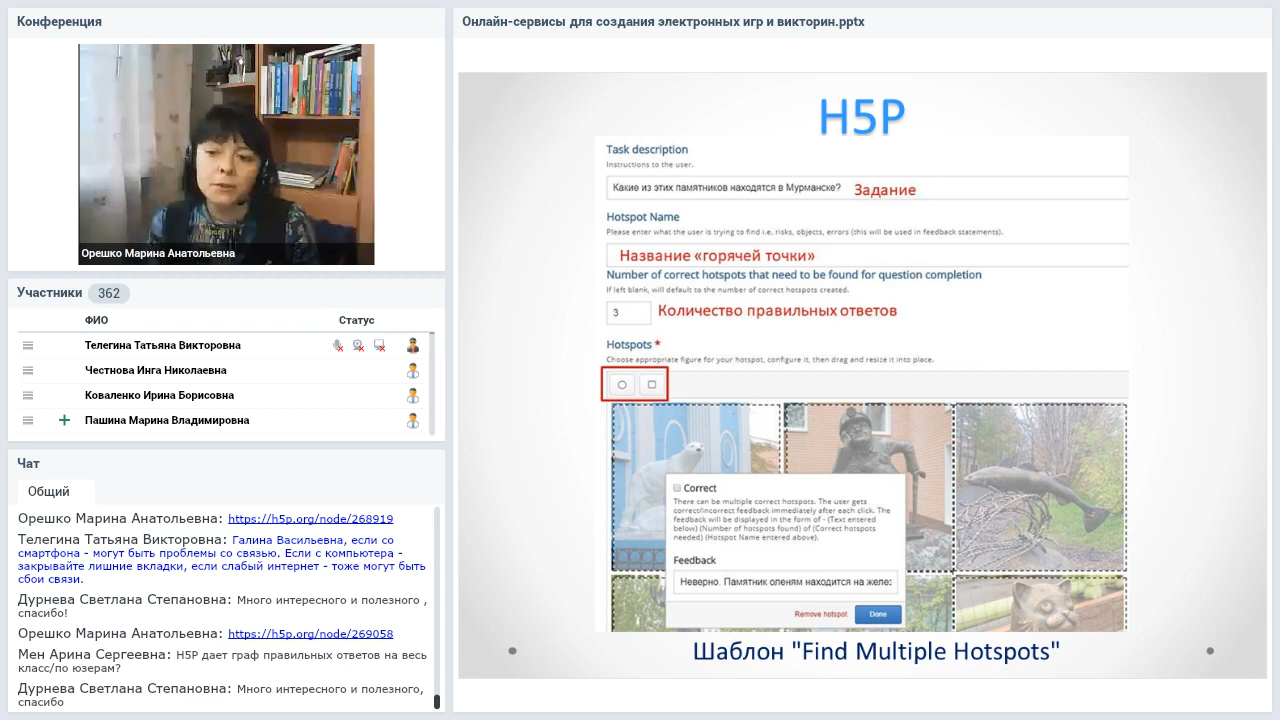 Конференция
Орешко Марина Анатольевна
Участники 362
ФИО Статус
Телегина Татьяна Викторовна
Честнова Инга Николаевна
Коваленко Ирина Борисовна
Пашина Марина Владимировна
Чат
Общий
Орешко Марина Анатольевна: https://h5p.org/node/268919
Телегина Татьяна Викторовна: Галина Васильевна, если со
смартфона - могут быть проблемы со связью. Если с компьютера -
закрывайте лишние вкладки, если слабый интернет - тоже могут быть
сбои связи.
Дурнева Светлана Степановна: Много интересного и полезного ,
спасибо!
Орешко Марина Анатольевна: https://h5p.org/node/269058
Мен Арина Сергеевна: H5P дает граф правильных ответов на весь
класс/по юзерам?
Дурнева Светлана Степановна: Много интересного и полезного,
спасибо
Онлайн-сервисы для создания электронных игр и викторин.pptx
H5P
Task description
Instructions to the user.
Какие из этих памятников находятся в Мурманске? Задание
Hotspot Name
Please enter what the user is trying to find i.e. risks, objects, errors (this will be used in feedback statements).
Название «горячей точки»
Number of correct hotspots that need to be found for question completion
If left blank, will default to the number of correct hotspots created.
3 Количество правильных ответов
Hotspots *
Choose appropriate figure for your hotspot, configure it, then drag and resize it into place.
Correct
There can be multiple correct hotspots. The user gets
correct/incorrect feedback immediately after each click. The
feedback will be displayed in the form of - (Text entered
below) (Number of hotspots found) of (Correct hotspots
needed) (Hotspot Name entered above).
Feedback
Неверно. Памятник оленям находится на желе:
Remove hotspot Done
Шаблон "Find Multiple Hotspots"